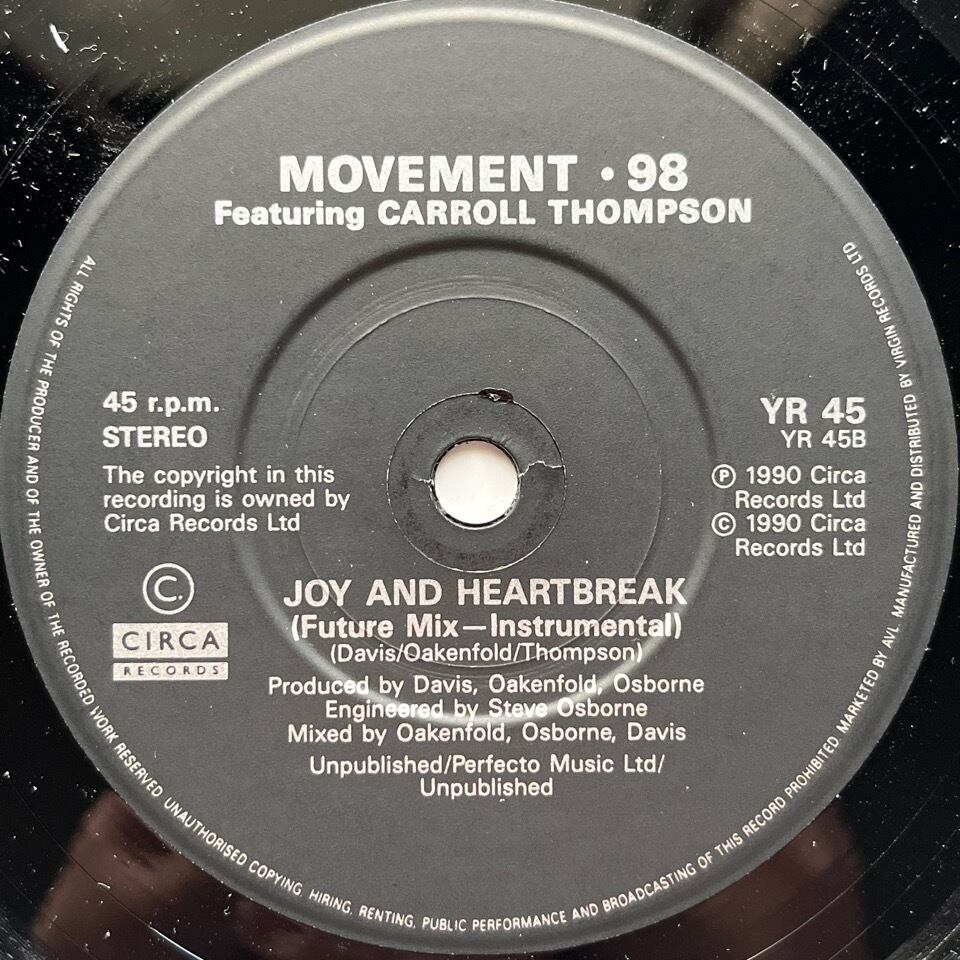 MOVEMENT • 98
Featuring CARROLL THOMPSON
45 r.p.m.
STEREO
The copyright in this
recording is owned by
Circa Records Ltd
YR 45
YR 45B
Ⓟ 1990 Circa
Records Ltd
© 1990 Circa
Records Ltd
C.
CIRCA
RECORDS
JOY AND HEARTBREAK
(Future Mix—Instrumental)
(Davis/Oakenfold/Thompson)
Produced by Davis, Oakenfold, Osborne
Engineered by Steve Osborne
Mixed by Oakenfold, Osborne, Davis
Unpublished/Perfecto Music Ltd/
Unpublished
ALL RIGHTS OF THE PRODUCER AND OF THE OWNER OF THE RECORDED WORK RESERVED UNAUTHORISED COPYING, HIRING, RENTING, PUBLIC PERFORMANCE AND BROADCASTING OF THIS RECORD PROHIBITED MARKETED BY AVL MANUFACTURED AND DISTRIBUTED BY VIRGIN RECORDS LTD